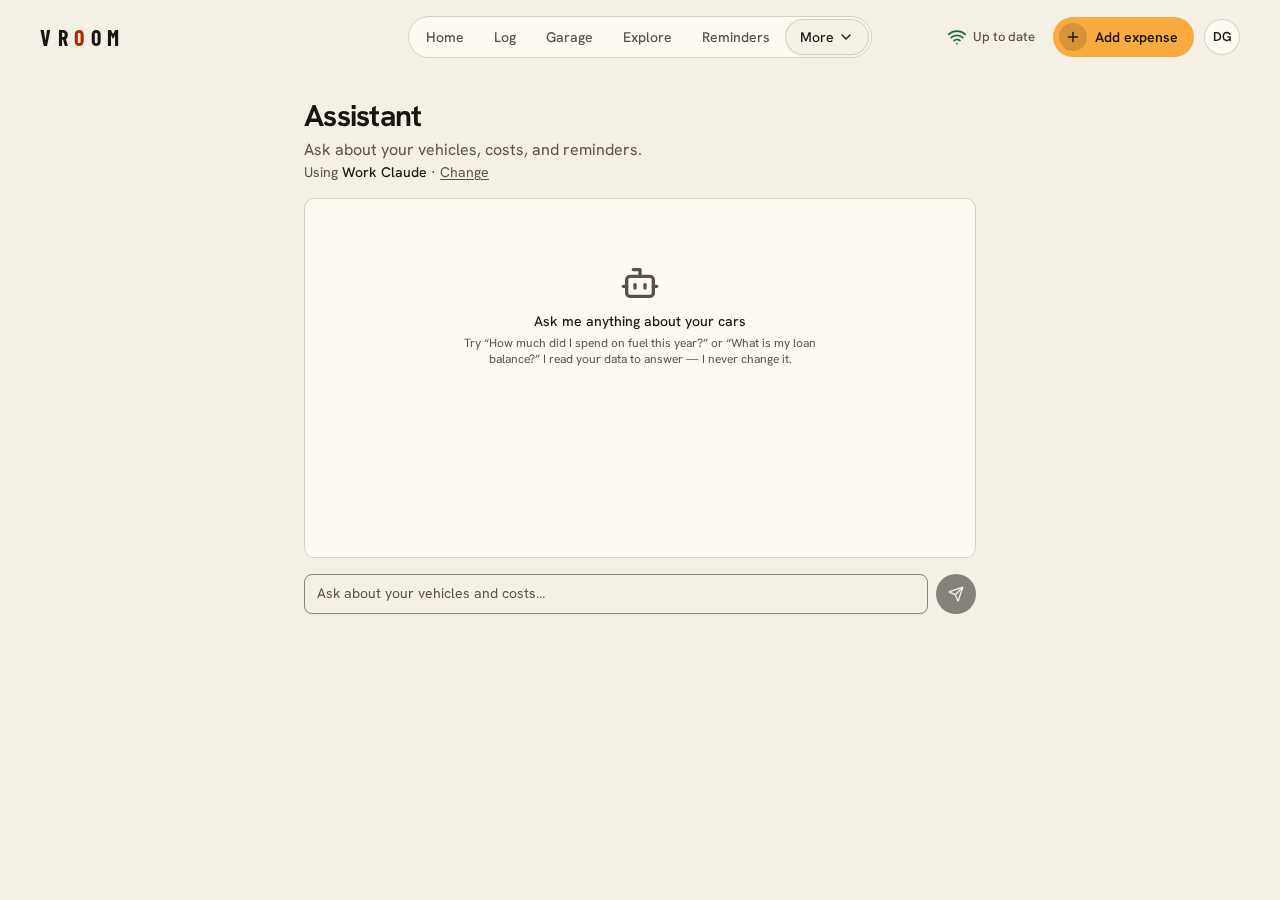 VROOM
Home
Log
Garage
Explore
Reminders
More
Up to date
Add expense
DG
Assistant
Ask about your vehicles, costs, and reminders.
Using Work Claude · Change
Ask me anything about your cars
Try “How much did I spend on fuel this year?” or “What is my loan
balance?” I read your data to answer — I never change it.
Ask about your vehicles and costs...